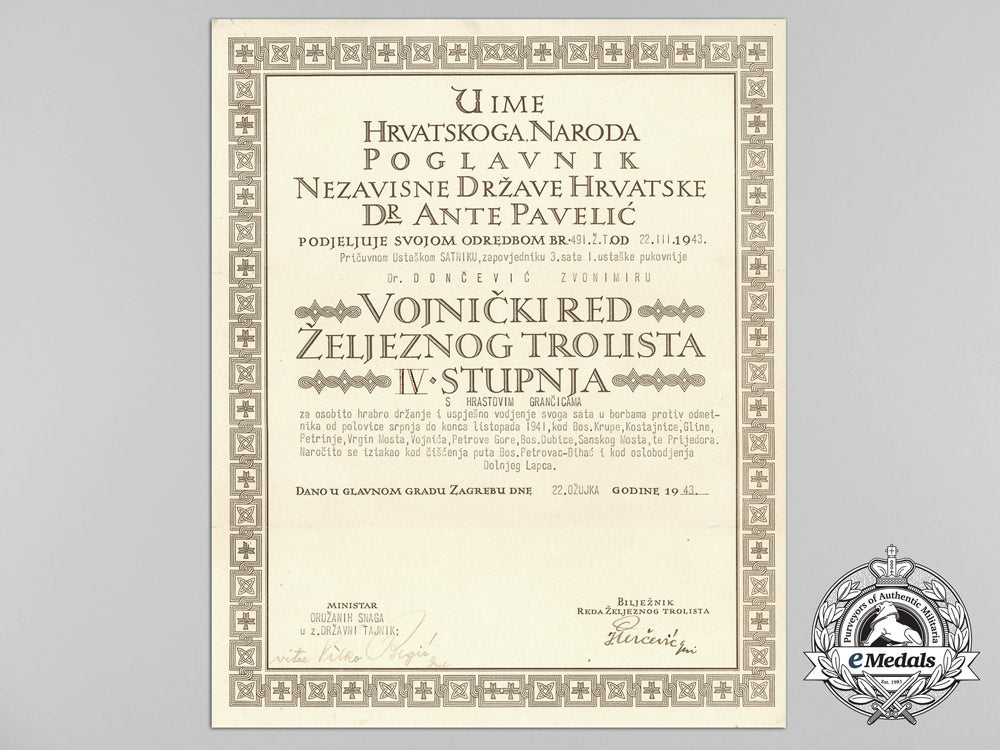 U IME
HRVATSKOGA NARODA
POGLAVNIK
NEZAVISNE DRŽAVE HRVATSKE
DR ANTE PAVELIĆ
PODJELJUJE SVOJOM ODREDBOM BR. 491.Ž.T. OD 22.III.1943.
Pričuvnom Ustaškom SATNIKU,zapovjedniku 3.sata I.ustaške pukovnije
Dr. DONČEVIĆ ZVONIMIRU
VOJNIČKI RED
ŽELJEZNOG TROLISTA
IV·STUPNJA
S HRASTOVIM GRANČICAMA
za osobito hrabro držanje i uspješno vodjenje svoga sata u borbama protiv odmet-
nika od polovice srpnja do konca listopada 1941,kod Bos.Krupe,Kostajnice,Gline,
Petrinje,Vrgin Mosta,Vojnića,Petrove Gore,Bos.Dubice,Sanskog Mosta,te Prijedora.
Naročito se iztakao kod čišćenja puta Bos.Petrovac-Bihać i kod oslobodjenja
Dolnjeg Lapca.
DANO U GLAVNOM GRADU ZAGREBU DNE 22.OŽUJKA GODINE 1943.
MINISTAR
ORUŽANIH SNAGA
u z.DRŽAVNI TAJNIK:
vitez Vilko Begić
BILJEŽNIK
REDA ŽELJEZNOG TROLISTA
Purveyors of Authentic Militaria
eMedals
Est. 1985